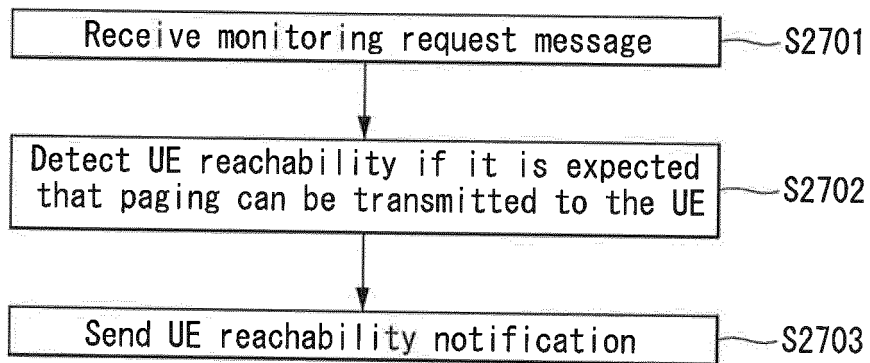 Receive monitoring request message S2701
Detect UE reachability if it is expected
that paging can be transmitted to the UE S2702
Send UE reachability notification S2703